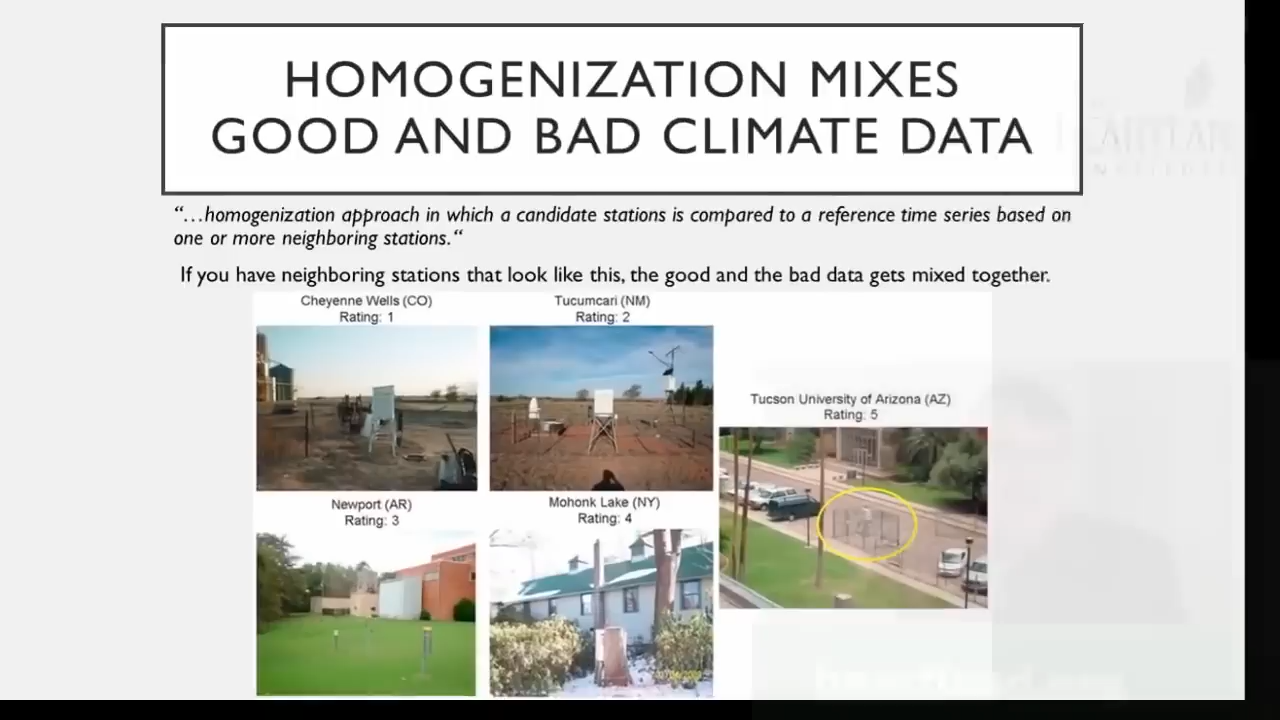 HOMOGENIZATION MIXES
GOOD AND BAD CLIMATE DATA
“…homogenization approach in which a candidate stations is compared to a reference time series based on
one or more neighboring stations.“
If you have neighboring stations that look like this, the good and the bad data gets mixed together.
Cheyenne Wells (CO)
Rating: 1
Tucumcari (NM)
Rating: 2
Tucson University of Arizona (AZ)
Rating: 5
Newport (AR)
Rating: 3
Mohonk Lake (NY)
Rating: 4